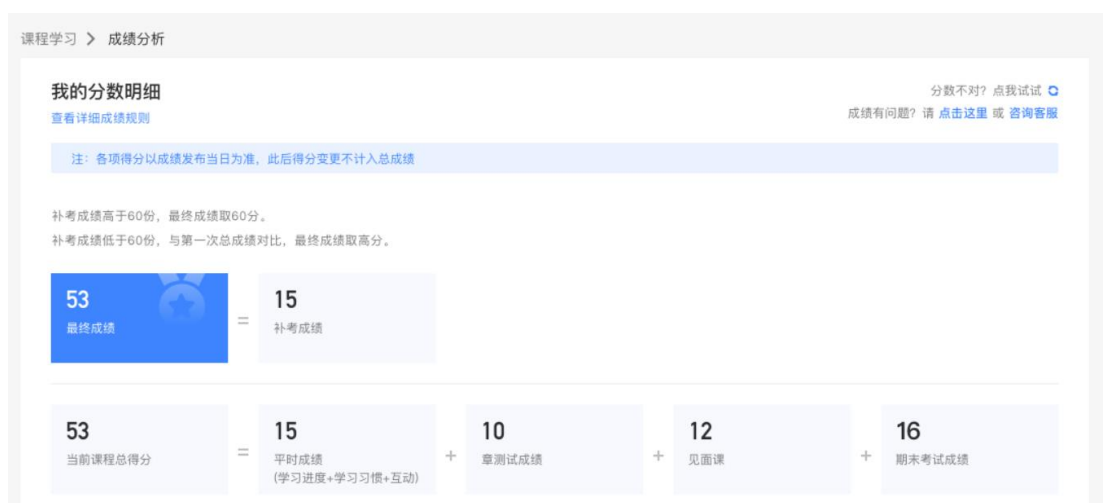 课程学习 > 成绩分析
我的分数明细
分数不对? 点我试试
查看详细成绩规则
成绩有问题? 请 点击这里 或 咨询客服
注: 各项得分以成绩发布当日为准, 此后得分变更不计入总成绩
补考成绩高于60份, 最终成绩取60分。
补考成绩低于60份, 与第一次总成绩对比, 最终成绩取高分。
53 = 15
最终成绩 补考成绩
53 = 15 + 10 + 12 + 16
当前课程总得分 平时成绩 章测试成绩 见面课 期末考试成绩
(学习进度+学习习惯+互动)